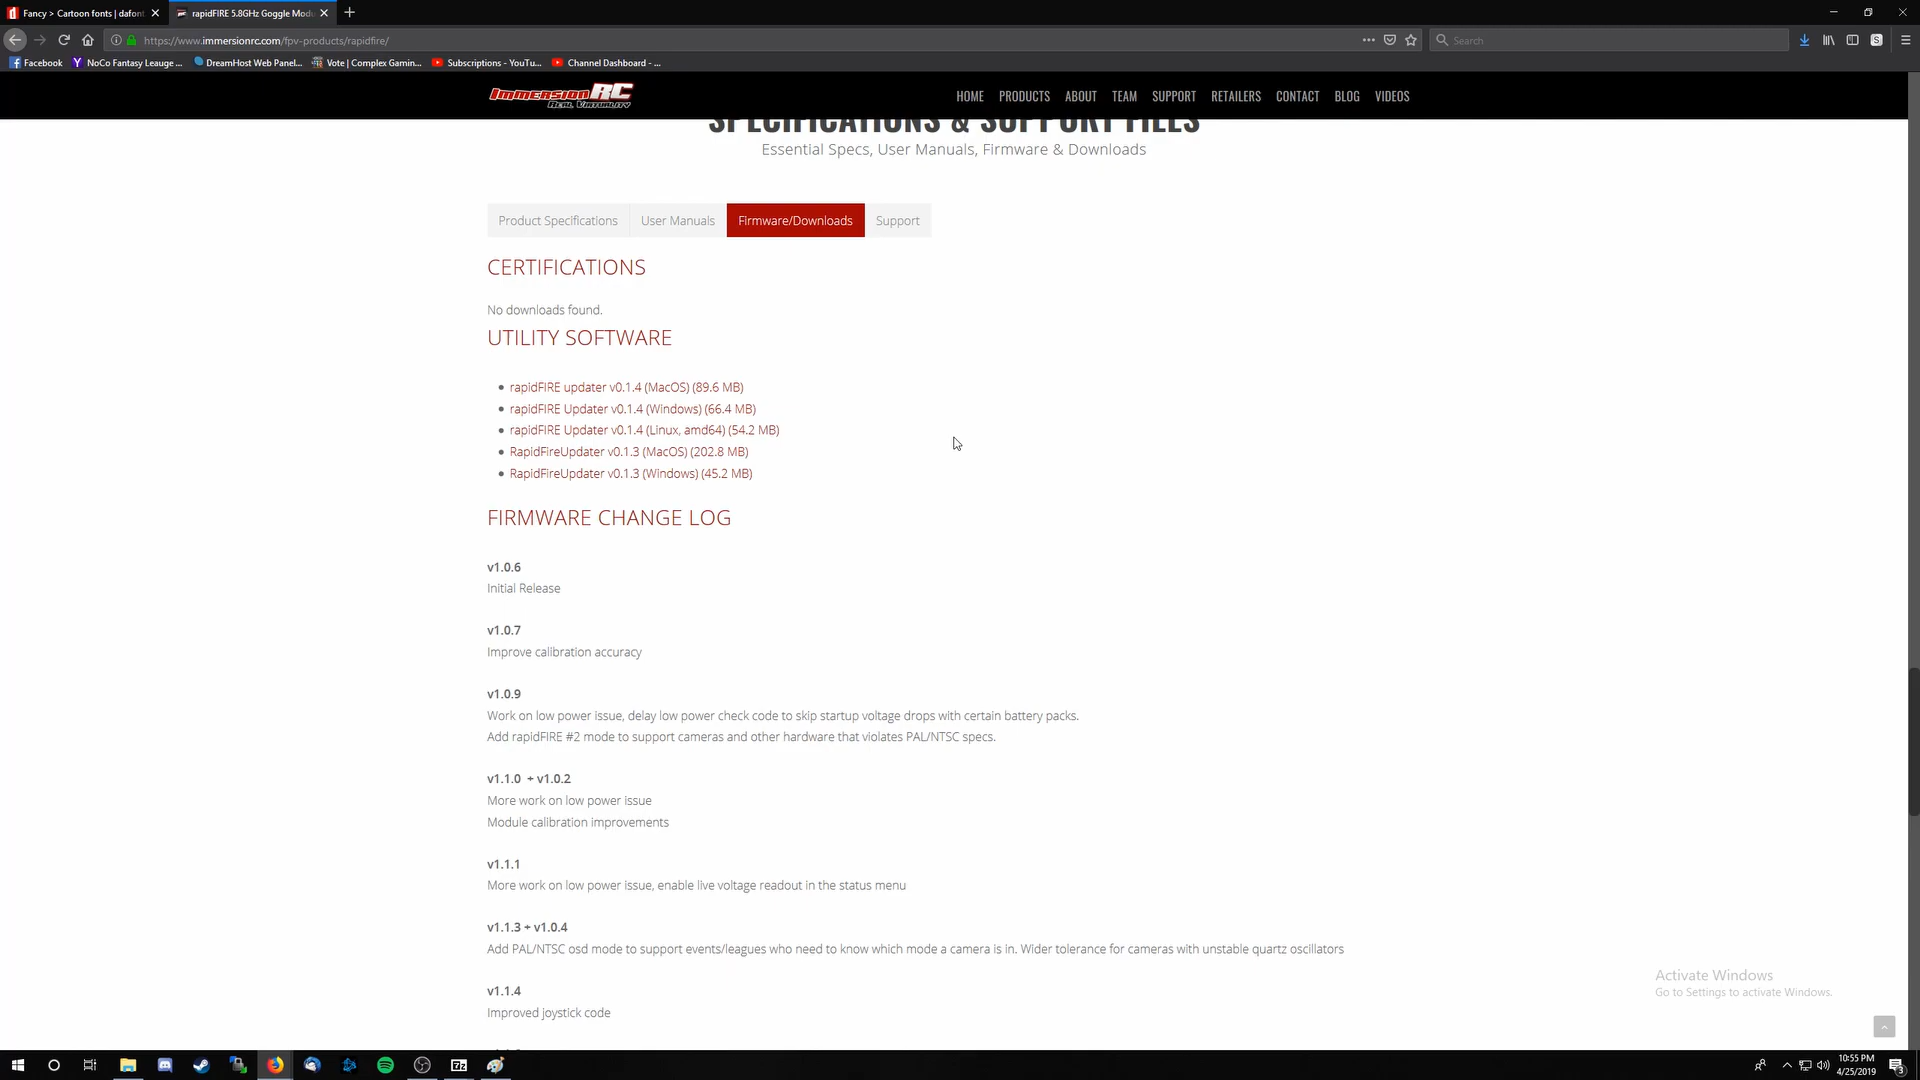 Fancy > Cartoon fonts | dafont
rapidFIRE 5.8GHz Goggle Modu
https://www.immersionrc.com/fpv-products/rapidfire/
Search
Facebook
NoCo Fantasy Leauge ...
DreamHost Web Panel...
Vote | Complex Gamin...
Subscriptions - YouTu...
Channel Dashboard - ...
ImmersionRC
Real Virtuality
HOME PRODUCTS ABOUT TEAM SUPPORT RETAILERS CONTACT BLOG VIDEOS
SPECIFICATIONS & SUPPORT FILES
Essential Specs, User Manuals, Firmware & Downloads
Product Specifications User Manuals Firmware/Downloads Support
CERTIFICATIONS
No downloads found.
UTILITY SOFTWARE
rapidFIRE updater v0.1.4 (MacOS) (89.6 MB)
rapidFIRE Updater v0.1.4 (Windows) (66.4 MB)
rapidFIRE Updater v0.1.4 (Linux, amd64) (54.2 MB)
RapidFireUpdater v0.1.3 (MacOS) (202.8 MB)
RapidFireUpdater v0.1.3 (Windows) (45.2 MB)
FIRMWARE CHANGE LOG
v1.0.6
Initial Release
v1.0.7
Improve calibration accuracy
v1.0.9
Work on low power issue, delay low power check code to skip startup voltage drops with certain battery packs.
Add rapidFIRE #2 mode to support cameras and other hardware that violates PAL/NTSC specs.
v1.1.0 + v1.0.2
More work on low power issue
Module calibration improvements
v1.1.1
More work on low power issue, enable live voltage readout in the status menu
v1.1.3 + v1.0.4
Add PAL/NTSC osd mode to support events/leagues who need to know which mode a camera is in. Wider tolerance for cameras with unstable quartz oscillators
v1.1.4
Improved joystick code
Activate Windows
Go to Settings to activate Windows.
10:55 PM
4/25/2019